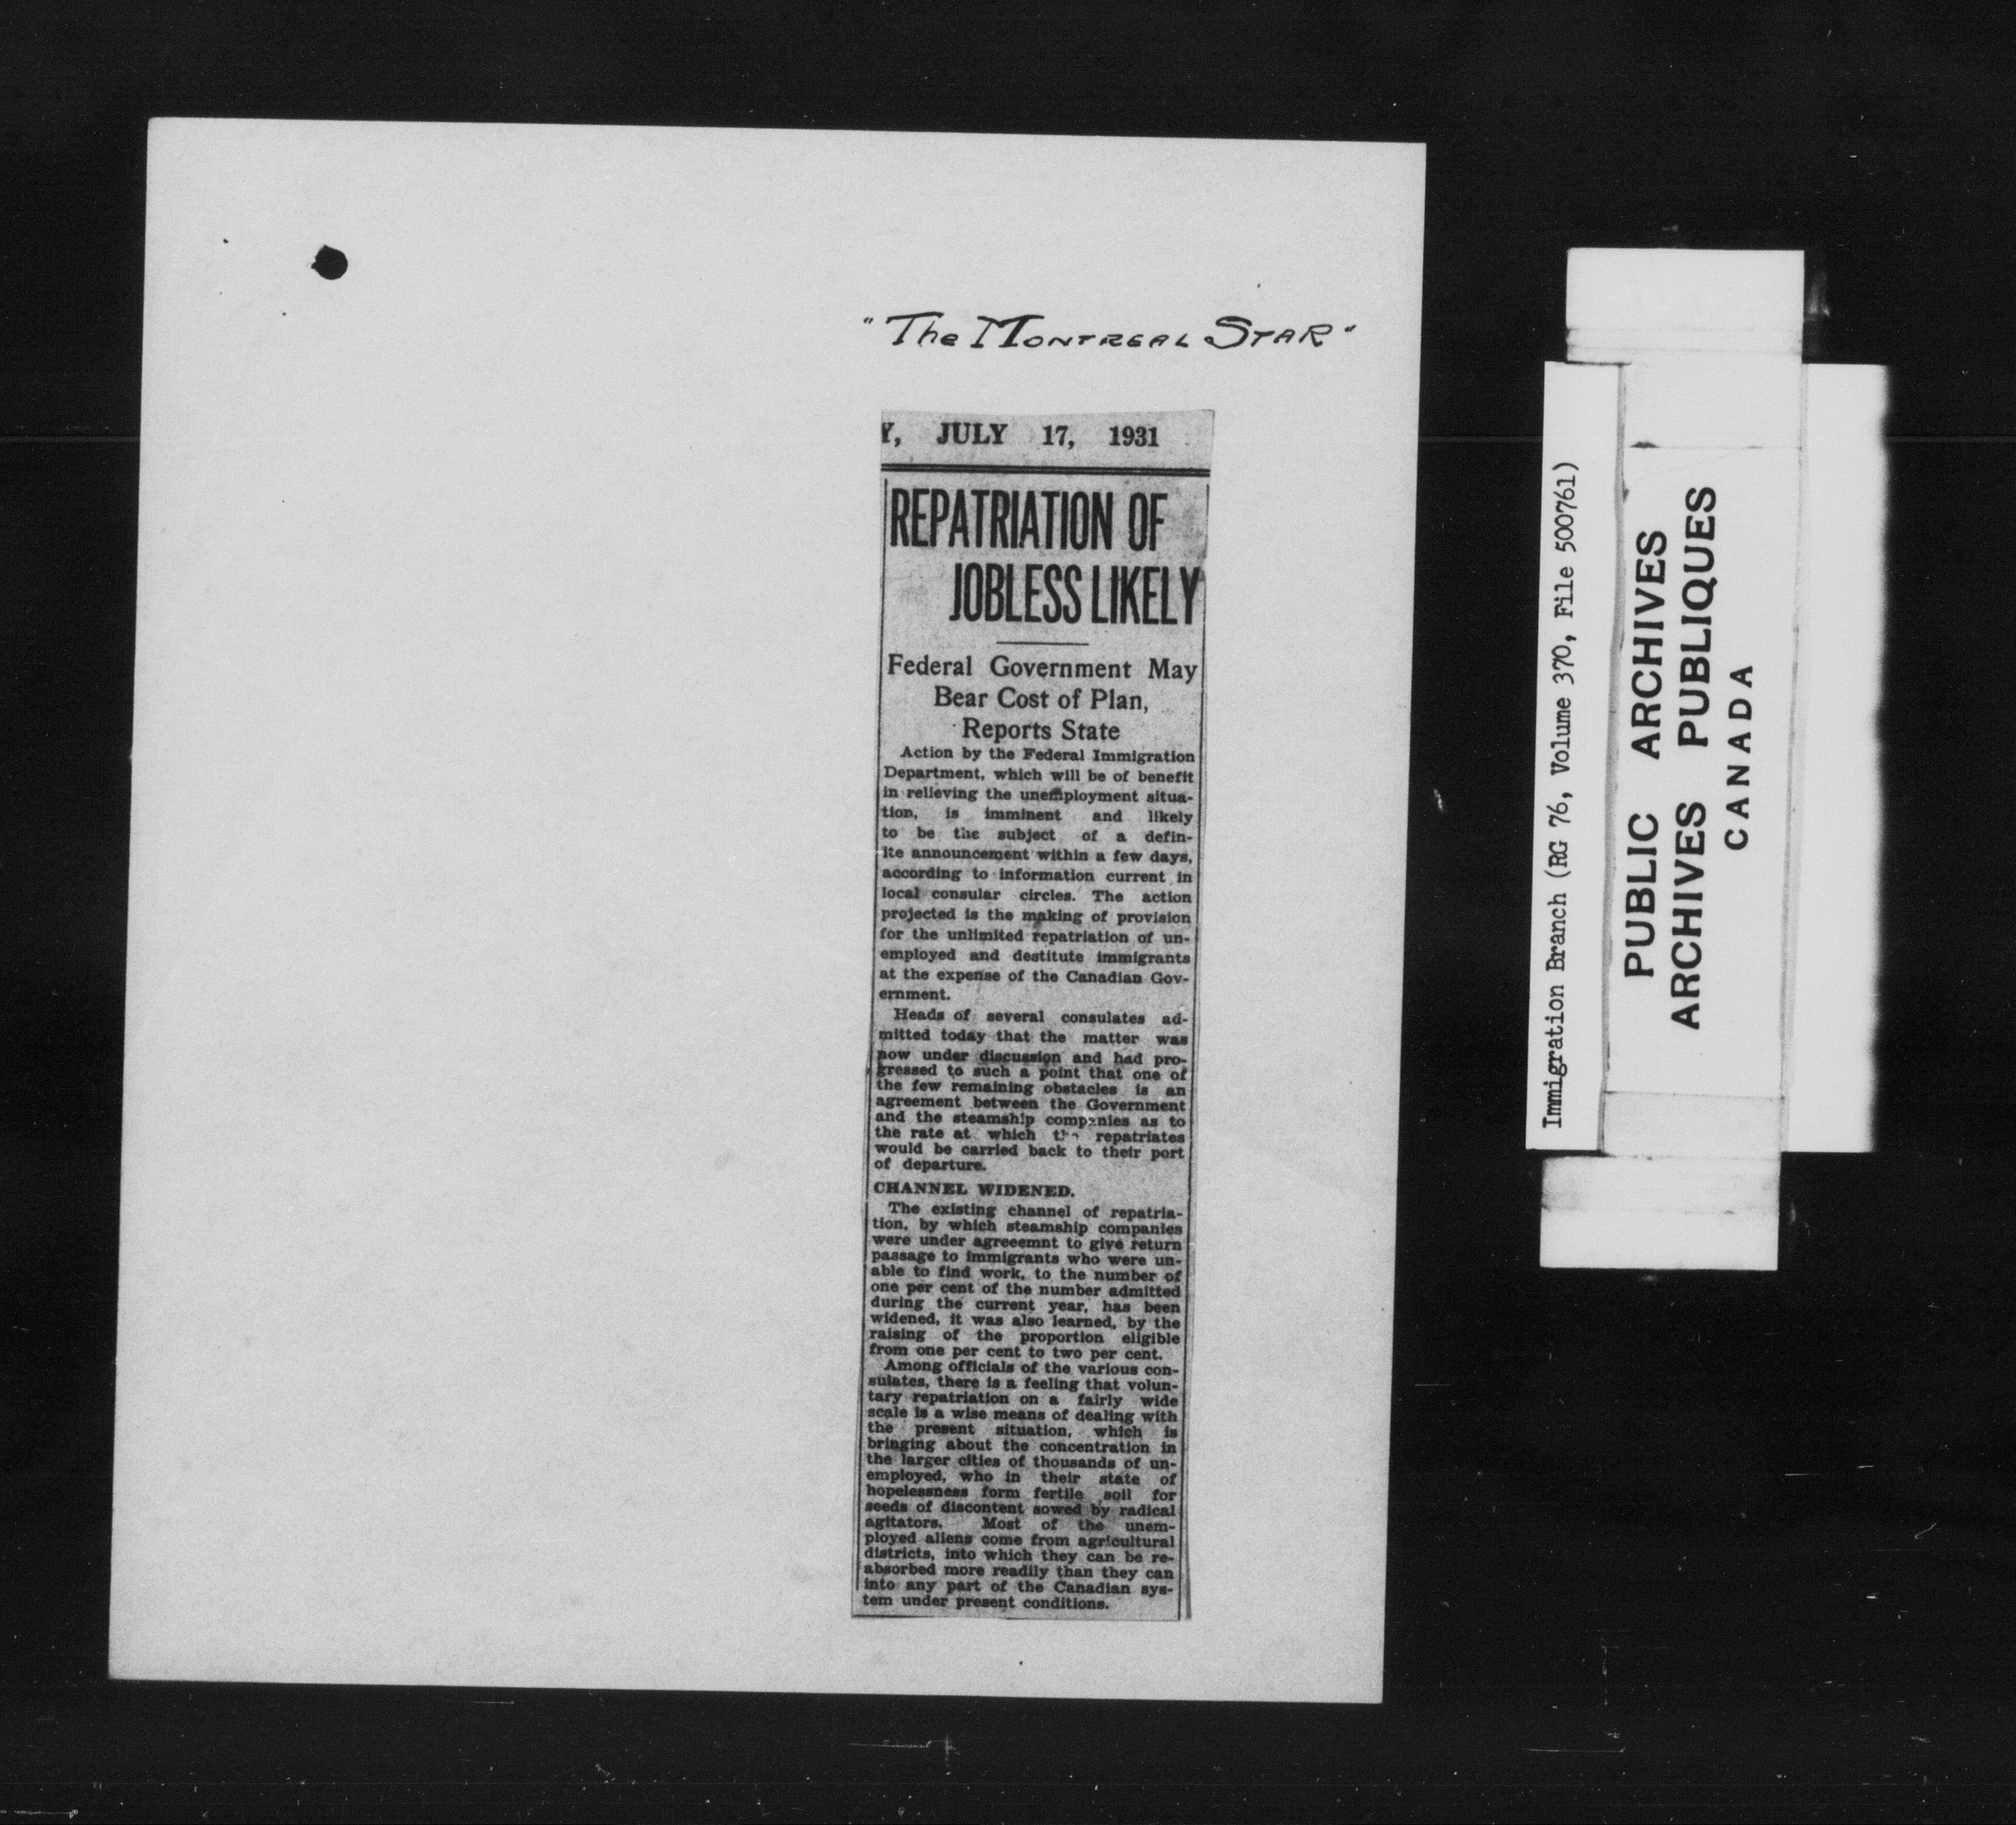 "The Montreal Star"
Y, JULY 17, 1931
REPATRIATION OF
JOBLESS LIKELY
Federal Government May
Bear Cost of Plan,
Reports State
Action by the Federal Immigration
Department, which will be of benefit
in relieving the unemployment situa-
tion, is imminent and likely
to be the subject of a defin-
ite announcement within a few days,
according to information current in
local consular circles. The action
projected is the making of provision
for the unlimited repatriation of un-
employed and destitute immigrants
at the expense of the Canadian Gov-
ernment.
Heads of several consulates ad-
mitted today that the matter was
now under discussion and had pro-
gressed to such a point that one of
the few remaining obstacles is an
agreement between the Government
and the steamship companies as to
the rate at which the repatriates
would be carried back to their port
of departure.
CHANNEL WIDENED.
The existing channel of repatria-
tion, by which steamship companies
were under agreeemnt to give return
passage to immigrants who were un-
able to find work, to the number of
one per cent of the number admitted
during the current year, has been
widened, it was also learned, by the
raising of the proportion eligible
from one per cent to two per cent.
Among officials of the various con-
sulates, there is a feeling that volun-
tary repatriation on a fairly wide
scale is a wise means of dealing with
the present situation, which is
bringing about the concentration in
the larger cities of thousands of un-
employed, who in their state of
hopelessness form fertile soil for
seeds of discontent sowed by radical
agitators. Most of the unem-
ployed aliens come from agricultural
districts, into which they can be re-
absorbed more readily than they can
into any part of the Canadian sys-
tem under present conditions.
Immigration Branch (RG 76, Volume 370, File 500761)
PUBLIC ARCHIVES
ARCHIVES PUBLIQUES
CANADA